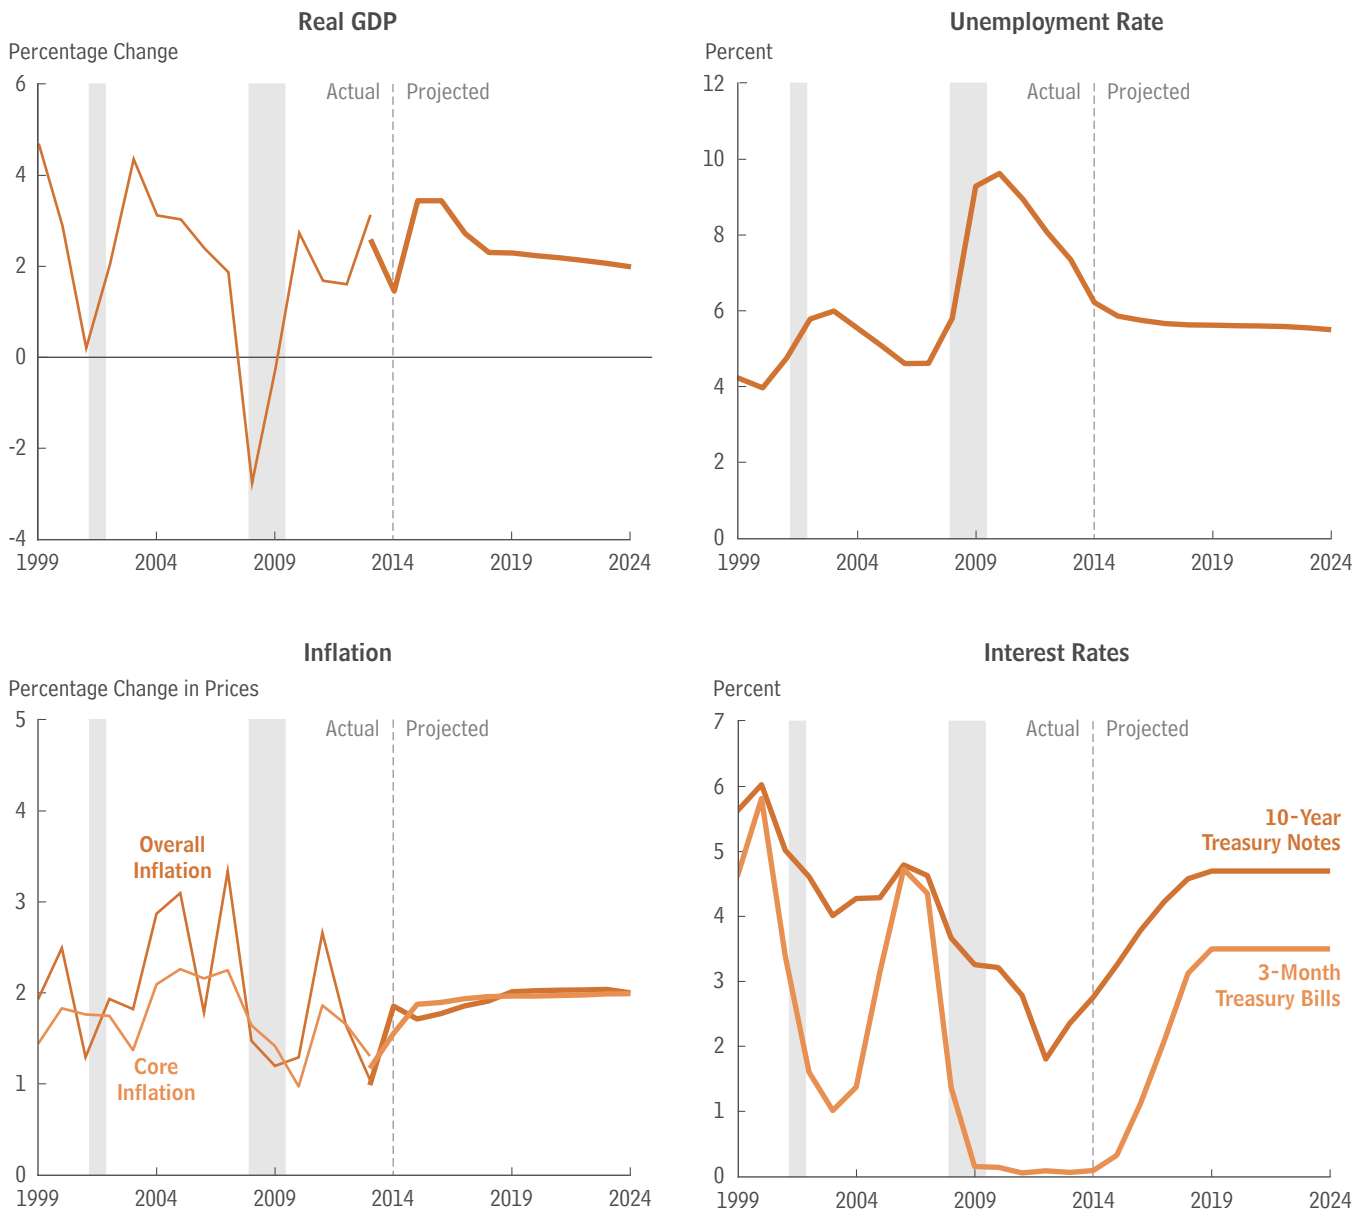 Real GDP
Percentage Change
6
4
2
0
-2
-4
Actual
Projected
1999
2004
2009
2014
2019
2024
Unemployment Rate
Percent
12
10
8
6
4
2
0
Actual
Projected
1999
2004
2009
2014
2019
2024
Inflation
Percentage Change in Prices
5
4
3
2
1
0
Actual
Projected
Overall
Inflation
Core
Inflation
1999
2004
2009
2014
2019
2024
Interest Rates
Percent
7
6
5
4
3
2
1
0
Actual
Projected
10-Year
Treasury Notes
3-Month
Treasury Bills
1999
2004
2009
2014
2019
2024